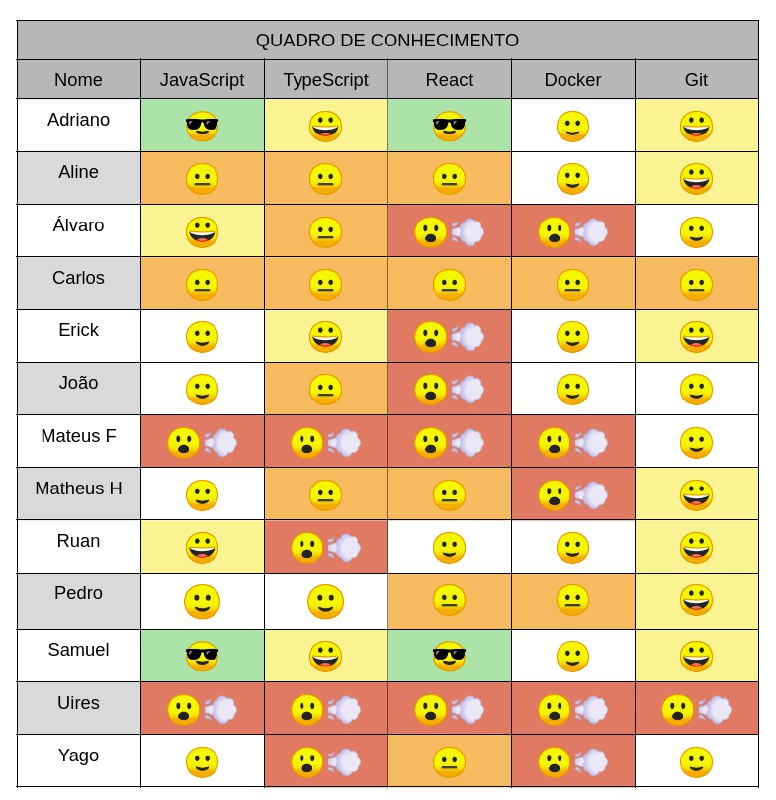 QUADRO DE CONHECIMENTO
Nome JavaScript TypeScript React Docker Git
Adriano
Aline
Álvaro
Carlos
Erick
João
Mateus F
Matheus H
Ruan
Pedro
Samuel
Uires
Yago